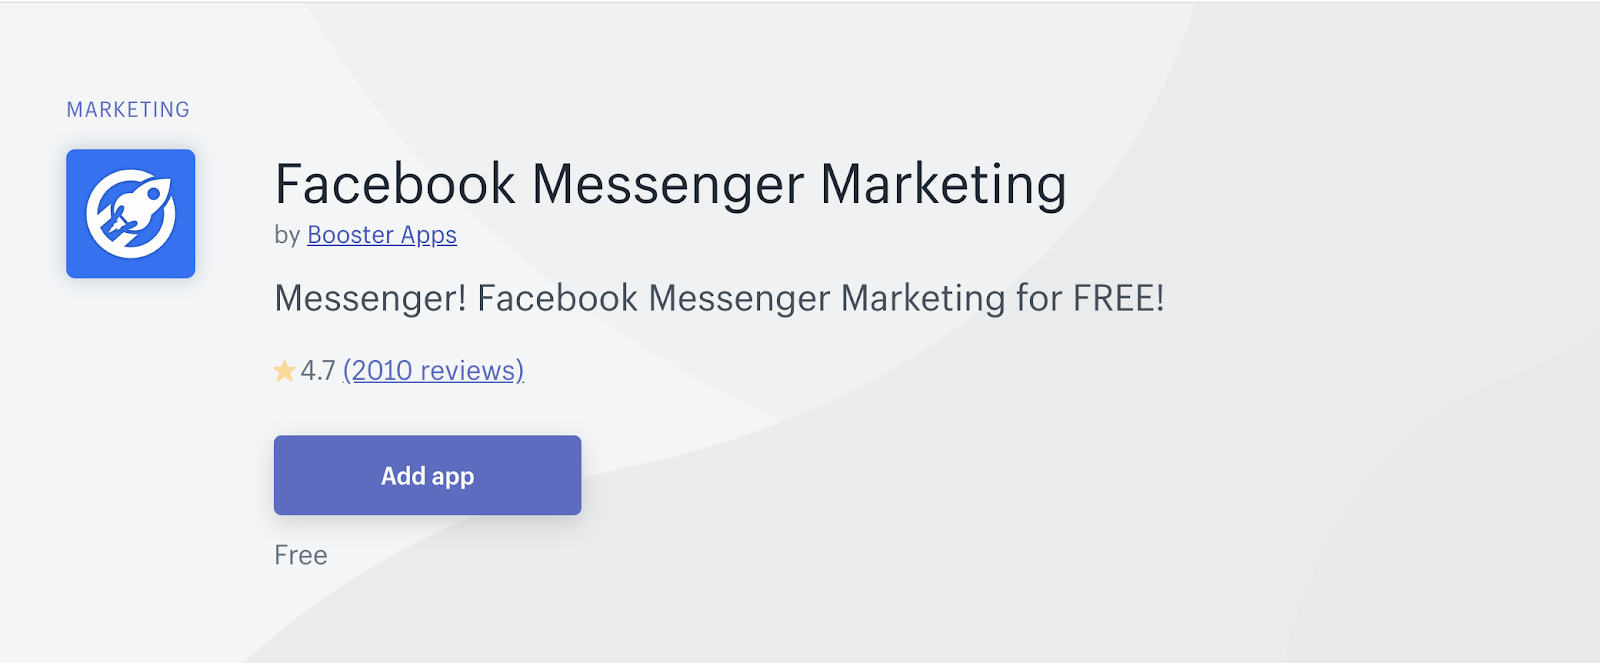 MARKETING
Facebook Messenger Marketing
by Booster Apps
Messenger! Facebook Messenger Marketing for FREE!
4.7 (2010 reviews)
Add app
Free